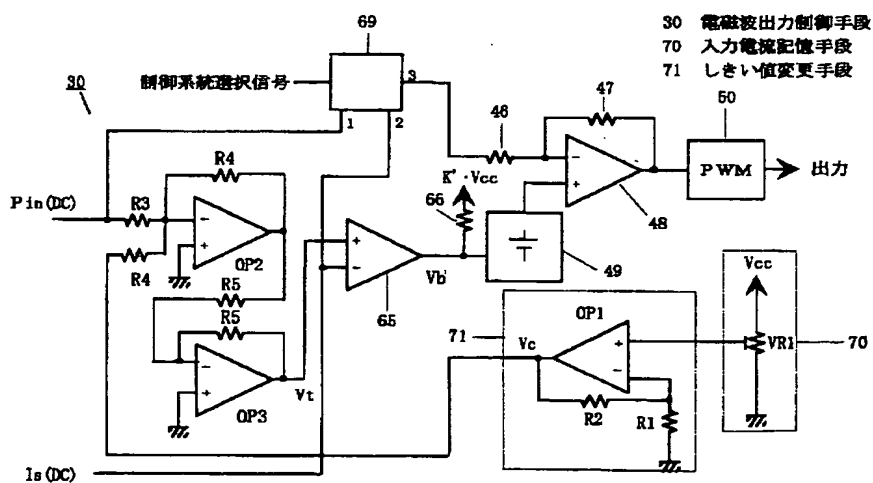 30 電磁波出力制御手段
70 入力電流記憶手段
71 しきい値変更手段
69
30
制御系統選択信号
3
1
2
46
47
50
PWM
出力
R4
K'・Vcc
66
48
Pin(DC)
R3
R4
OP2
Vb'
49
65
Vcc
R5
R5
OP1
71
Vc
VR1
70
OP3
Vt
R2
R1
Is(DC)